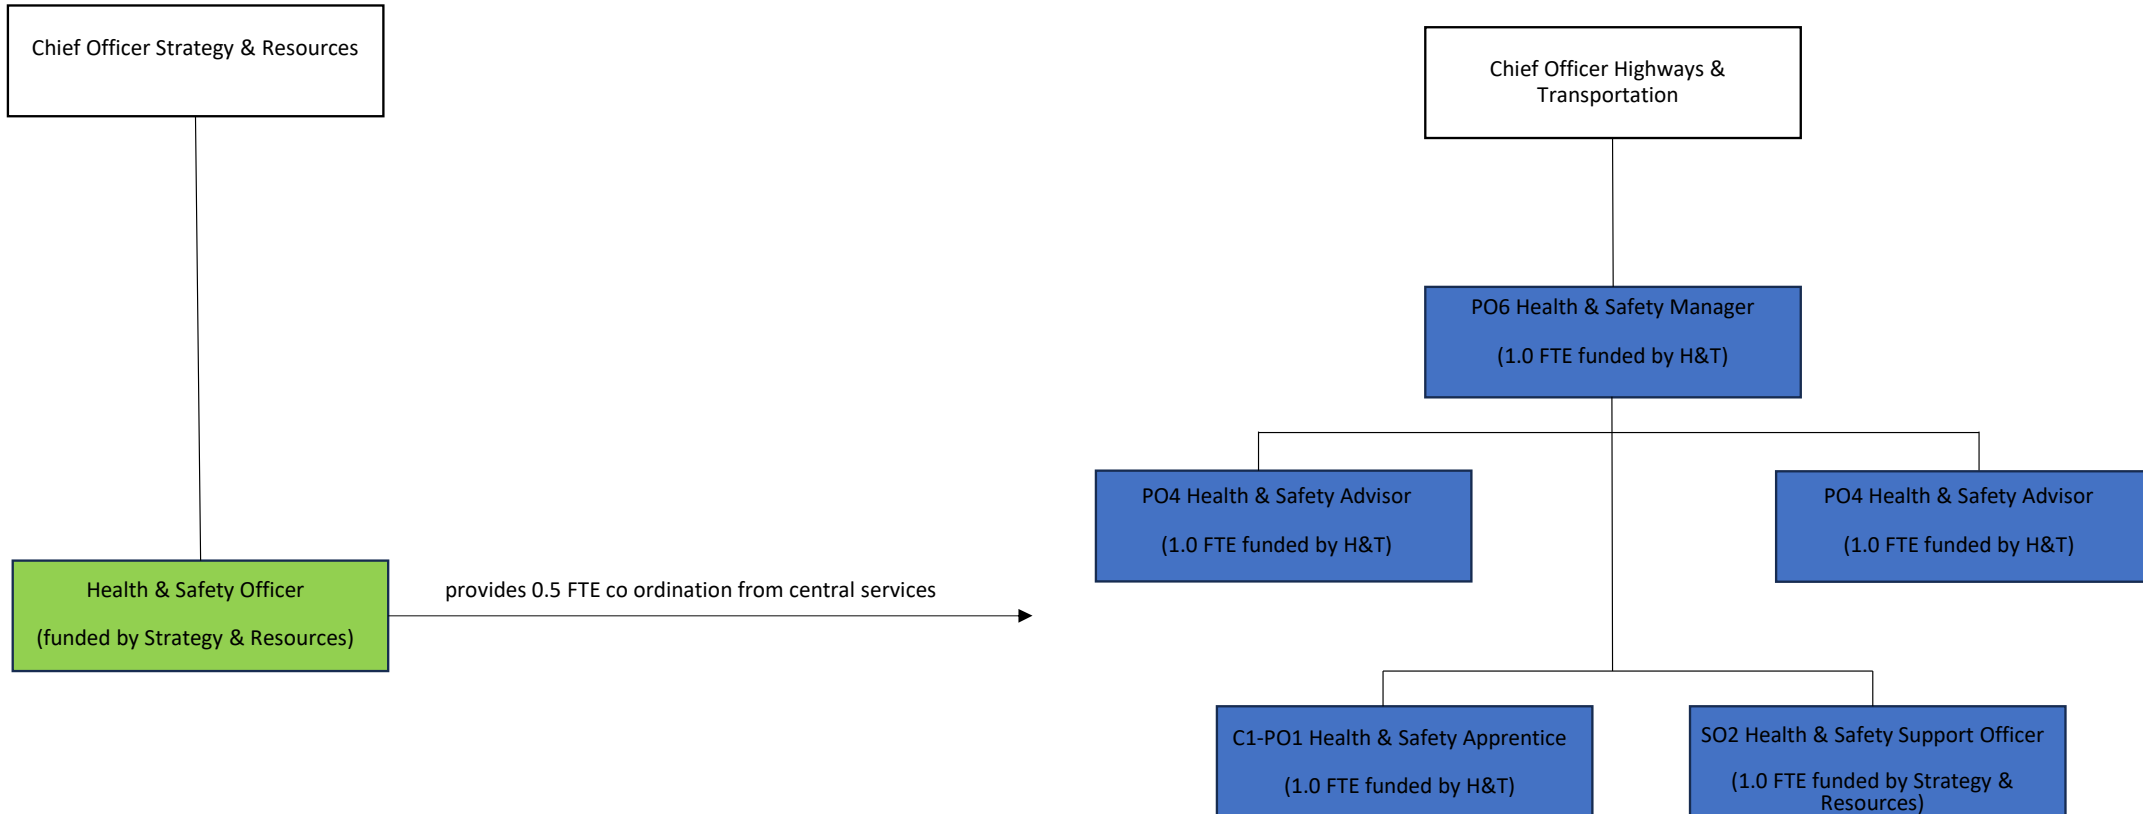 Chief Officer Strategy & Resources
Chief Officer Highways &
Transportation
PO6 Health & Safety Manager
(1.0 FTE funded by H&T)
PO4 Health & Safety Advisor
(1.0 FTE funded by H&T)
PO4 Health & Safety Advisor
(1.0 FTE funded by H&T)
Health & Safety Officer
(funded by Strategy & Resources)
provides 0.5 FTE co ordination from central services
C1-PO1 Health & Safety Apprentice
(1.0 FTE funded by H&T)
SO2 Health & Safety Support Officer
(1.0 FTE funded by Strategy &
Resources)